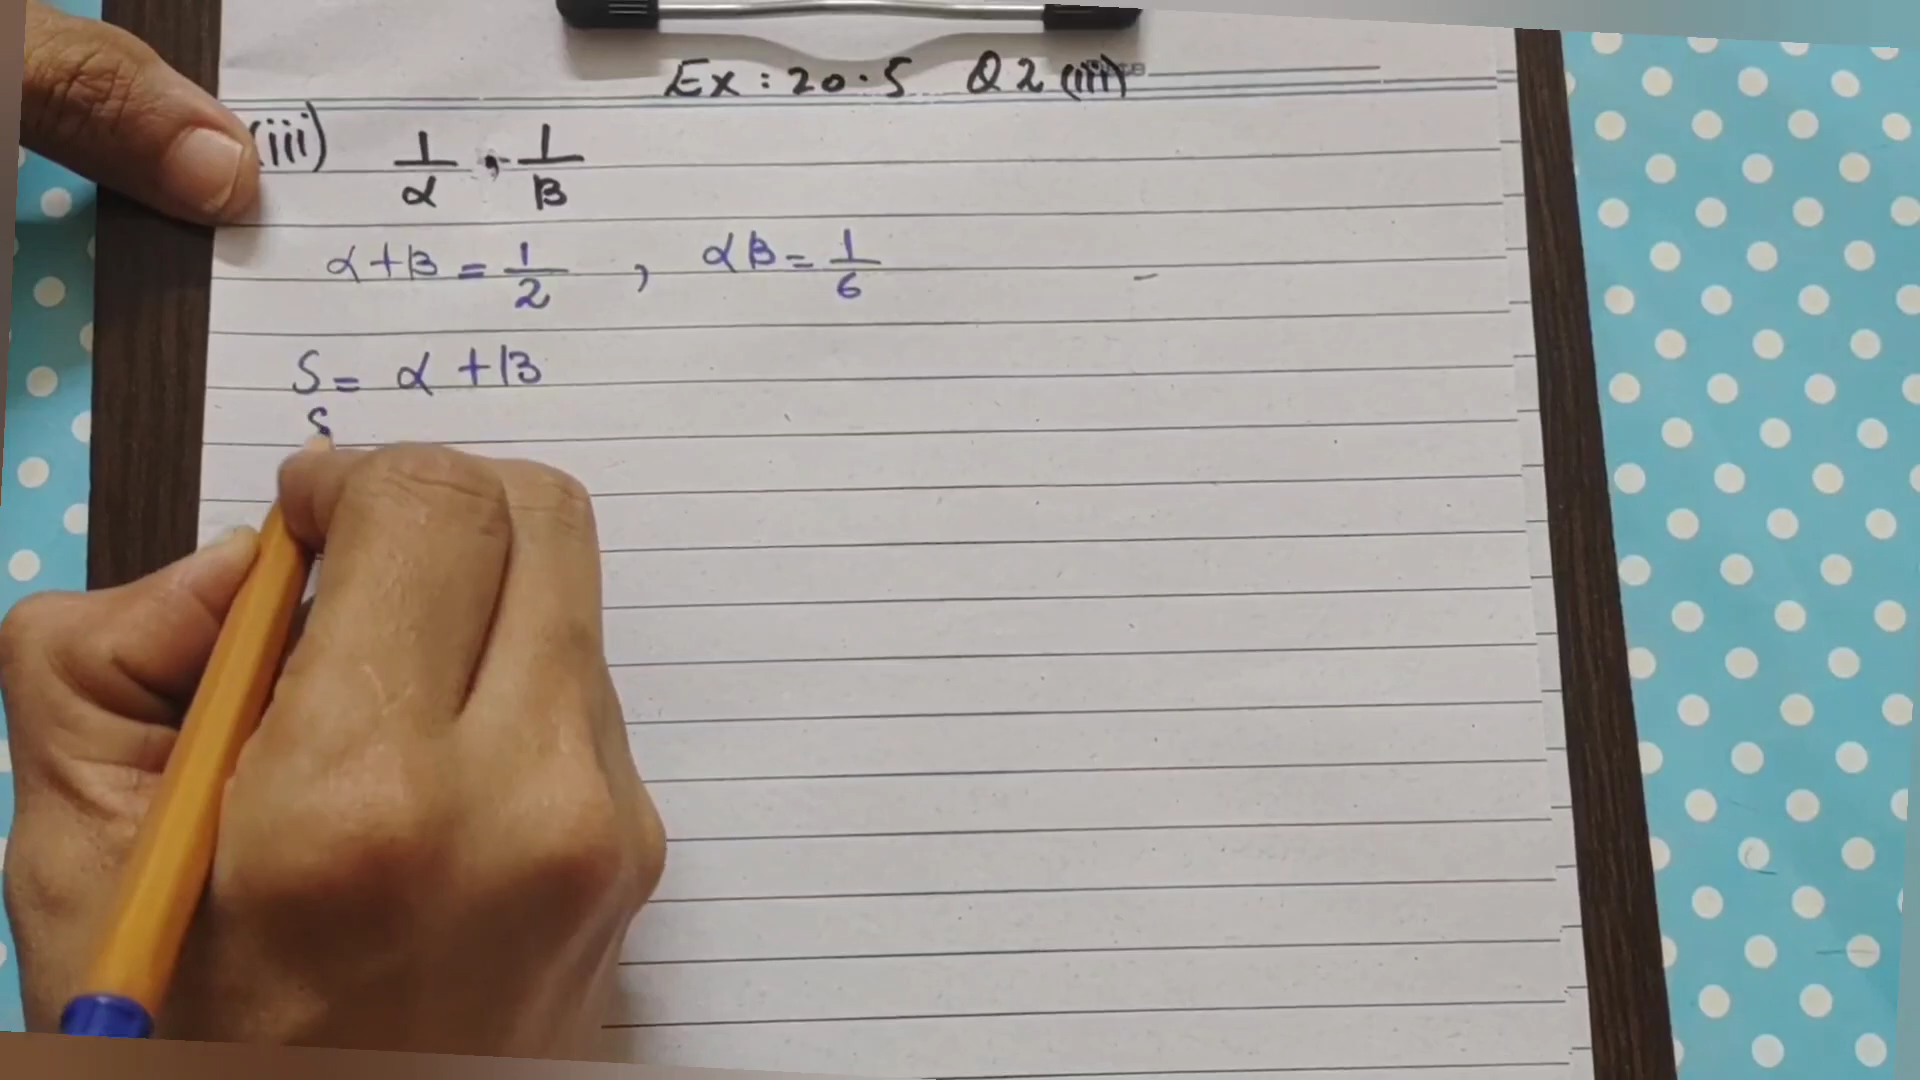 Ex : 20.5 Q2 (iii)
(iii) 1/α , 1/β
α+β = 1/2 , αβ = 1/6
S = α + β
S